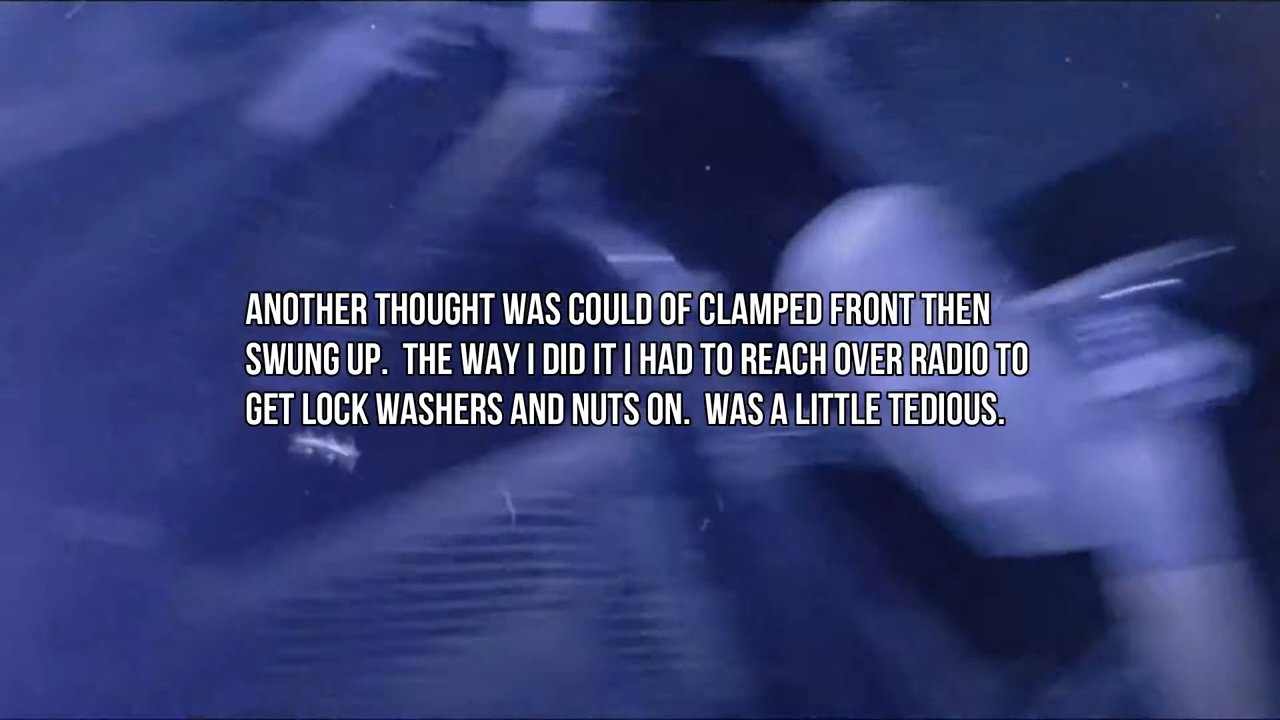 ANOTHER THOUGHT WAS COULD OF CLAMPED FRONT THEN
SWUNG UP.  THE WAY I DID IT I HAD TO REACH OVER RADIO TO
GET LOCK WASHERS AND NUTS ON.  WAS A LITTLE TEDIOUS.